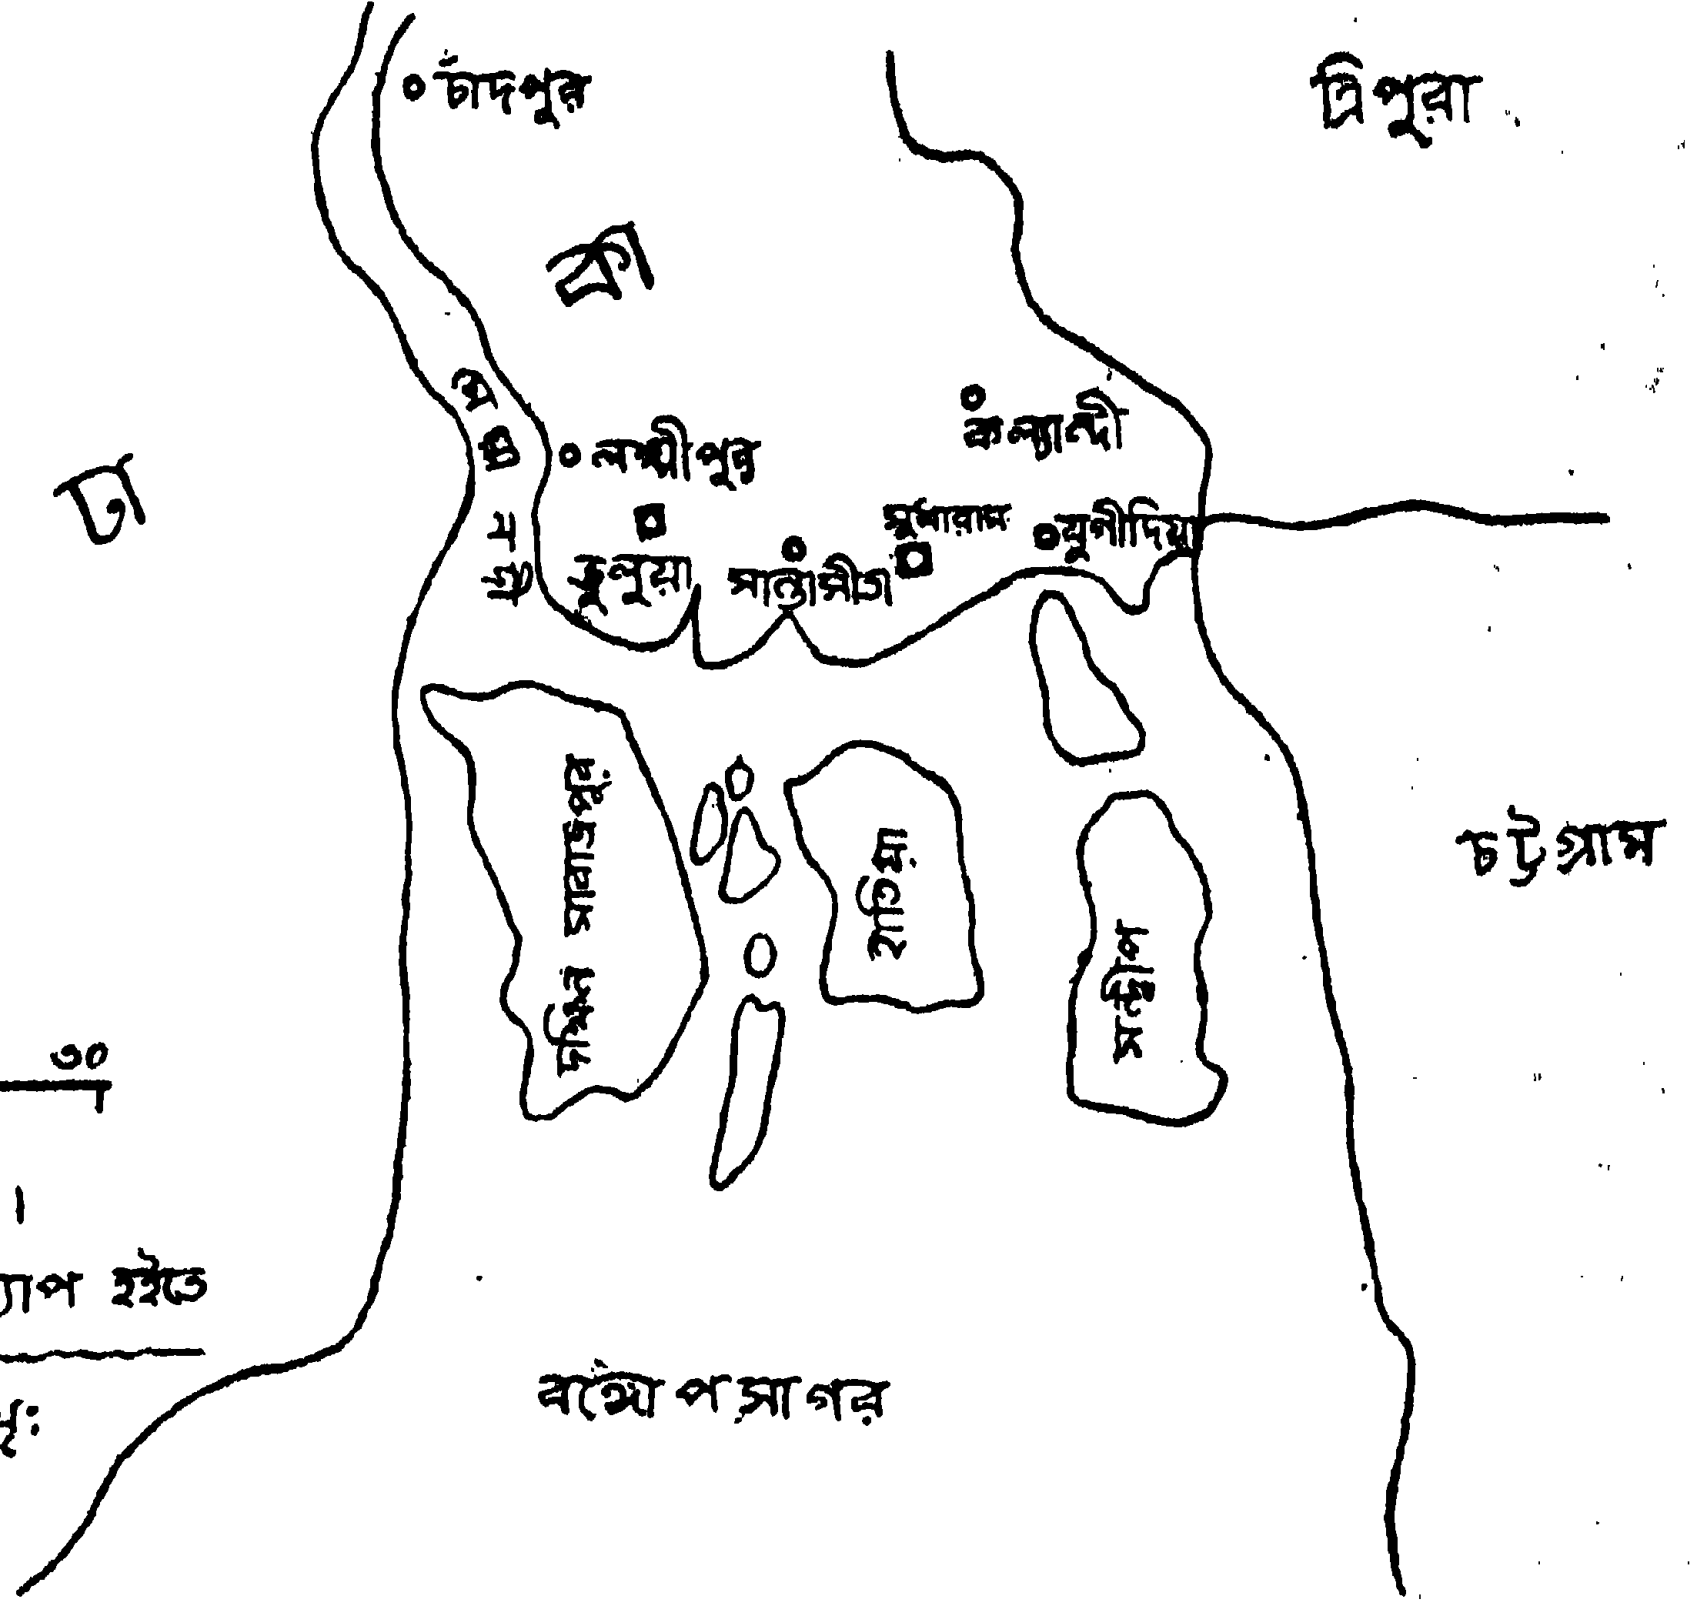 চাঁদপুর
ত্রিপুরা
কা
ঢা
লক্ষ্মীপুর
কল্যান্দী
সুধারাম
যুগীদিয়া
ভুলুয়া
সান্তাসীতা
দক্ষিন সাবাজপুর
হাতিয়া
সন্দ্বীপ
চট্টগ্রাম
৩০
।
্যাপ হইতে
বঙ্গোপসাগর